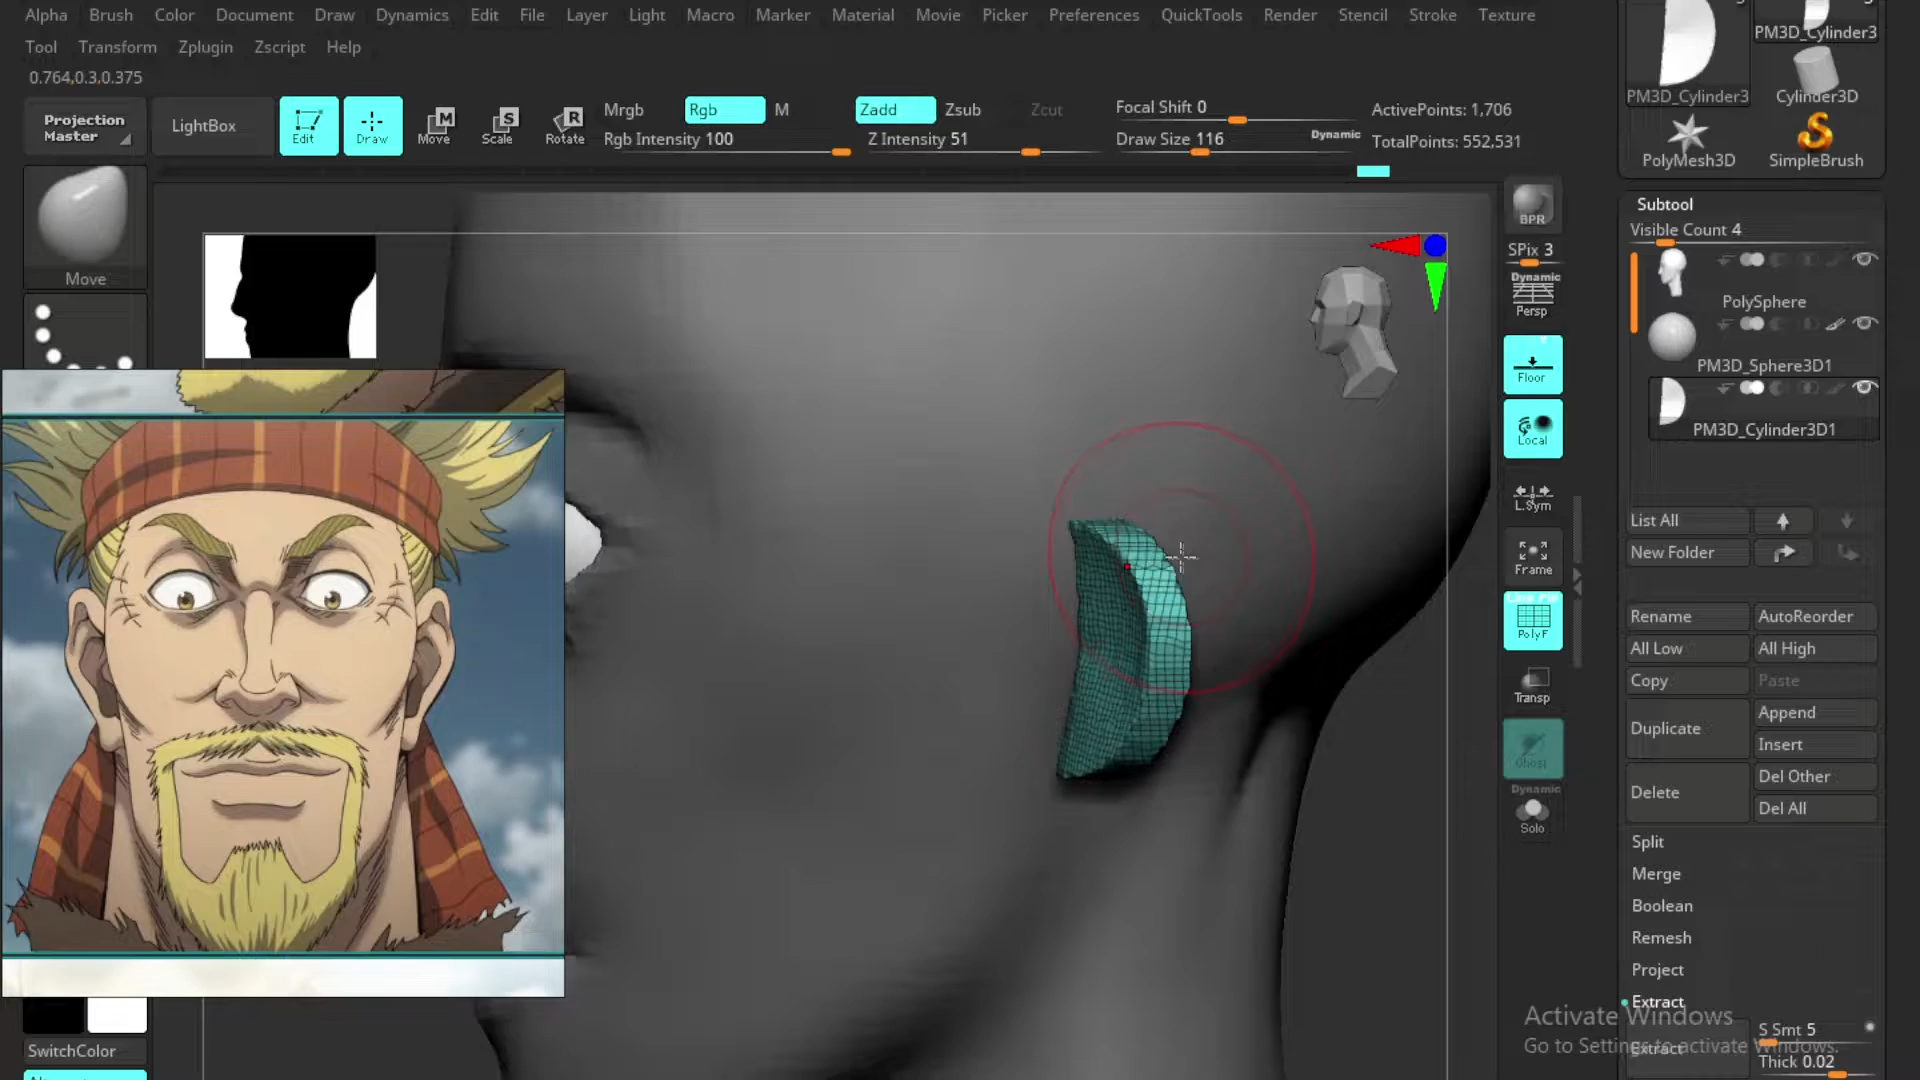 Alpha Brush Color Document Draw Dynamics Edit File Layer Light Macro Marker Material Movie Picker Preferences QuickTools Render Stencil Stroke Texture
Tool Transform Zplugin Zscript Help
0.764,0.3,0.375
Projection
Master
LightBox
Edit
Draw
Move
Scale
Rotate
Mrgb
Rgb
M
Rgb Intensity 100
Zadd
Zsub
Zcut
Z Intensity 51
Focal Shift 0
Draw Size 116
Dynamic
ActivePoints: 1,706
TotalPoints: 552,531
Move
SwitchColor
BPR
SPix 3
Dynamic
Persp
Floor
Local
L.Sym
Frame
PolyF
Transp
Ghost
Dynamic
Solo
PM3D_Cylinder3
PM3D_Cylinder3
Cylinder3D
PolyMesh3D
SimpleBrush
Subtool
Visible Count 4
PolySphere
PM3D_Sphere3D1
PM3D_Cylinder3D1
List All
New Folder
Rename
AutoReorder
All Low
All High
Copy
Paste
Duplicate
Append
Insert
Delete
Del Other
Del All
Split
Merge
Boolean
Remesh
Project
Extract
Extract
S Smt 5
Thick 0.02
Activate Windows
Go to Settings to activate Windows.